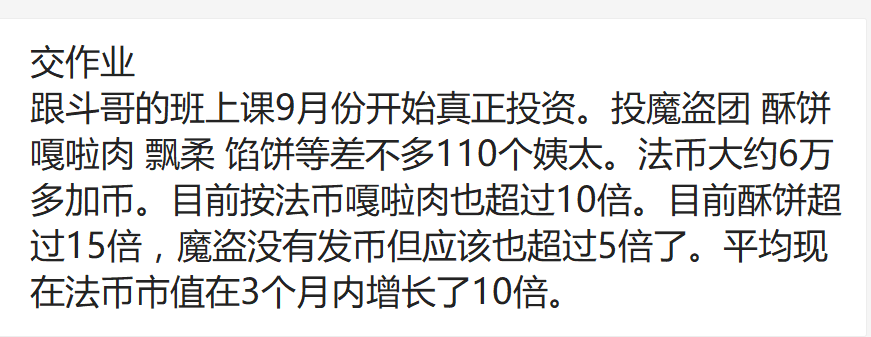 交作业
跟斗哥的班上课9月份开始真正投资。投魔盗团 酥饼
嘎啦肉 飘柔 馅饼等差不多110个姨太。法币大约6万
多加币。目前按法币嘎啦肉也超过10倍。目前酥饼超
过15倍，魔盗没有发币但应该也超过5倍了。平均现
在法币市值在3个月内增长了10倍。